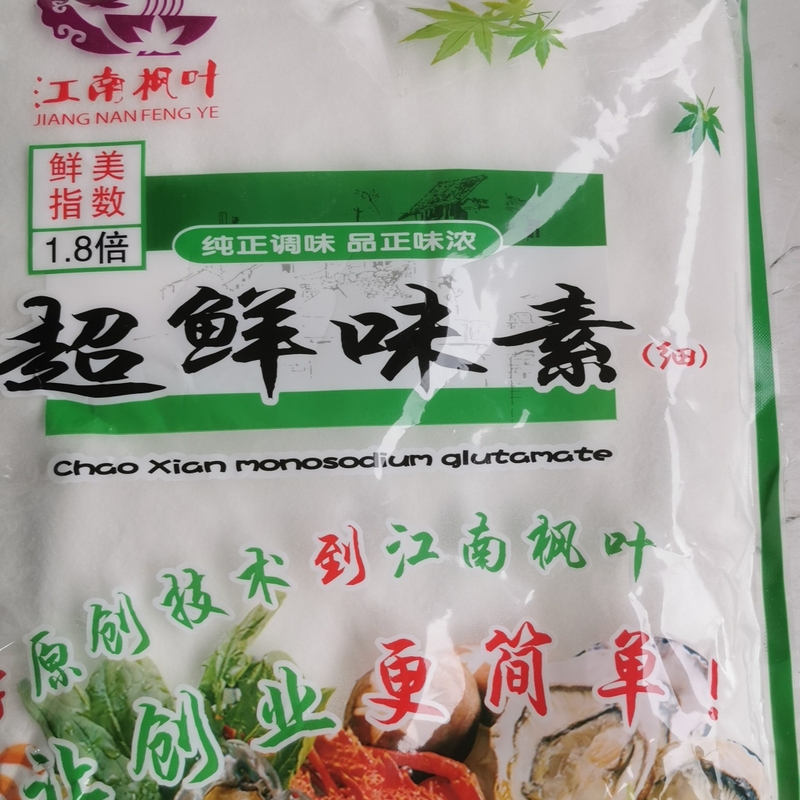 江南枫叶
JIANG NAN FENG YE
鲜美
指数
1.8倍
纯正调味 品正味浓
超鲜味素(细)
Chao Xian monosodium glutamate
原创技术到江南枫叶
让创业更简单!